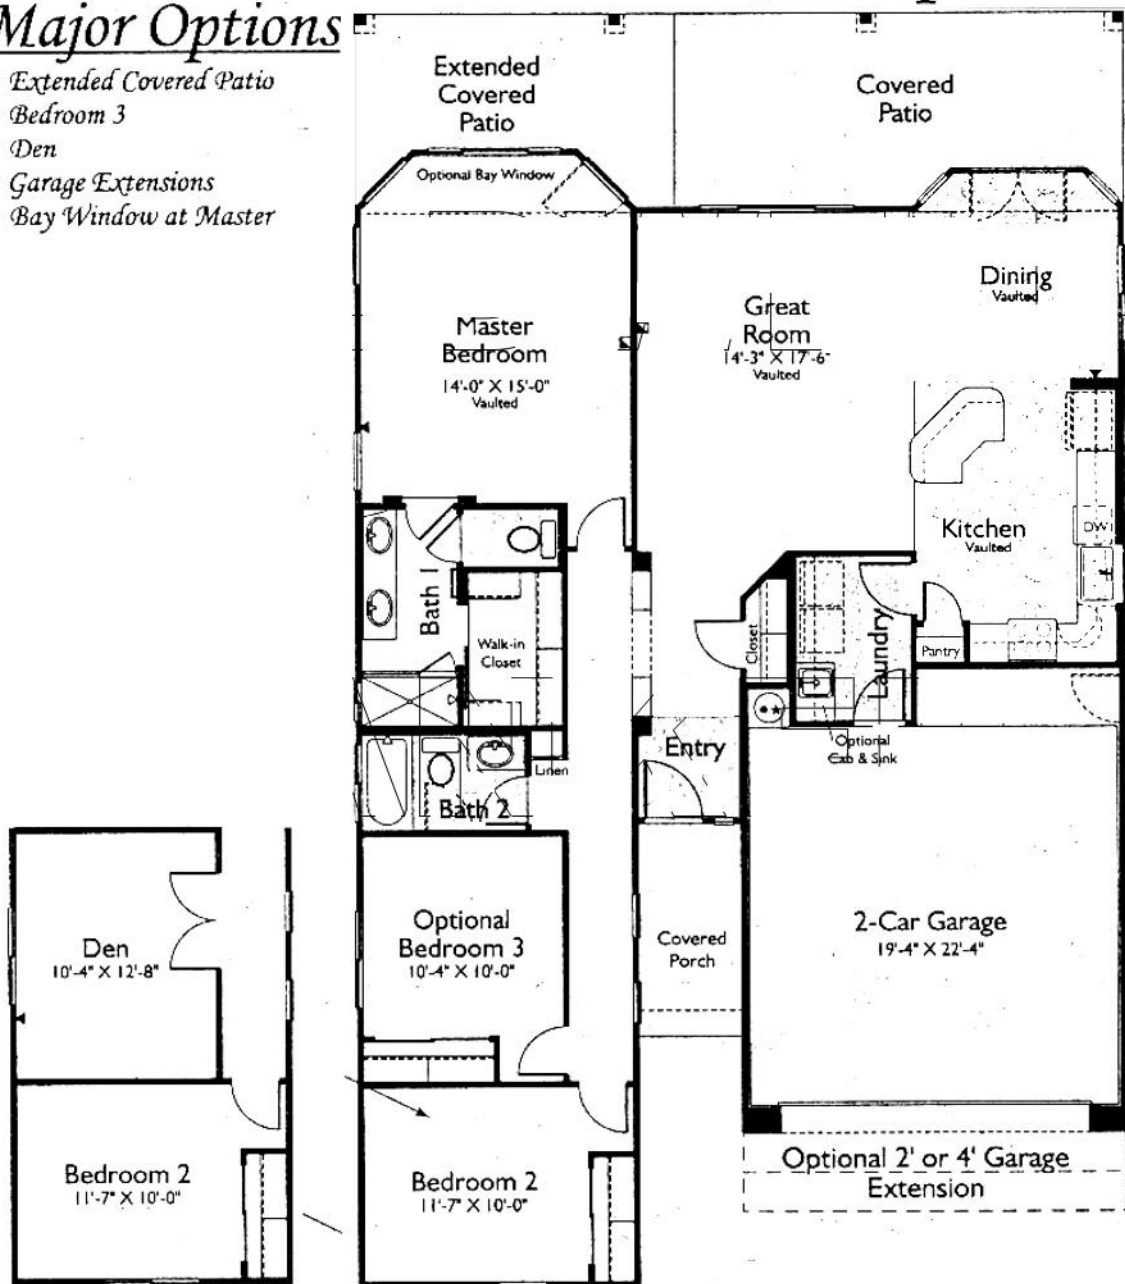 Major Options
Extended Covered Patio
Bedroom 3
Den
Garage Extensions
Bay Window at Master
Extended
Covered
Patio
Covered
Patio
Optional Bay Window
Dining
Vaulted
Great
Room
14'-3" X 17'-6"
Vaulted
Master
Bedroom
14'-0" X 15'-0"
Vaulted
Kitchen
Vaulted
DW
Bath 1
Walk-in
Closet
Closet
Laundry
Pantry
Entry
Optional
Cab & Sink
Linen
Bath 2
Optional
Bedroom 3
10'-4" X 10'-0"
Den
10'-4" X 12'-8"
Covered
Porch
2-Car Garage
19'-4" X 22'-4"
Bedroom 2
11'-7" X 10'-0"
Bedroom 2
11'-7" X 10'-0"
Optional 2' or 4' Garage
Extension